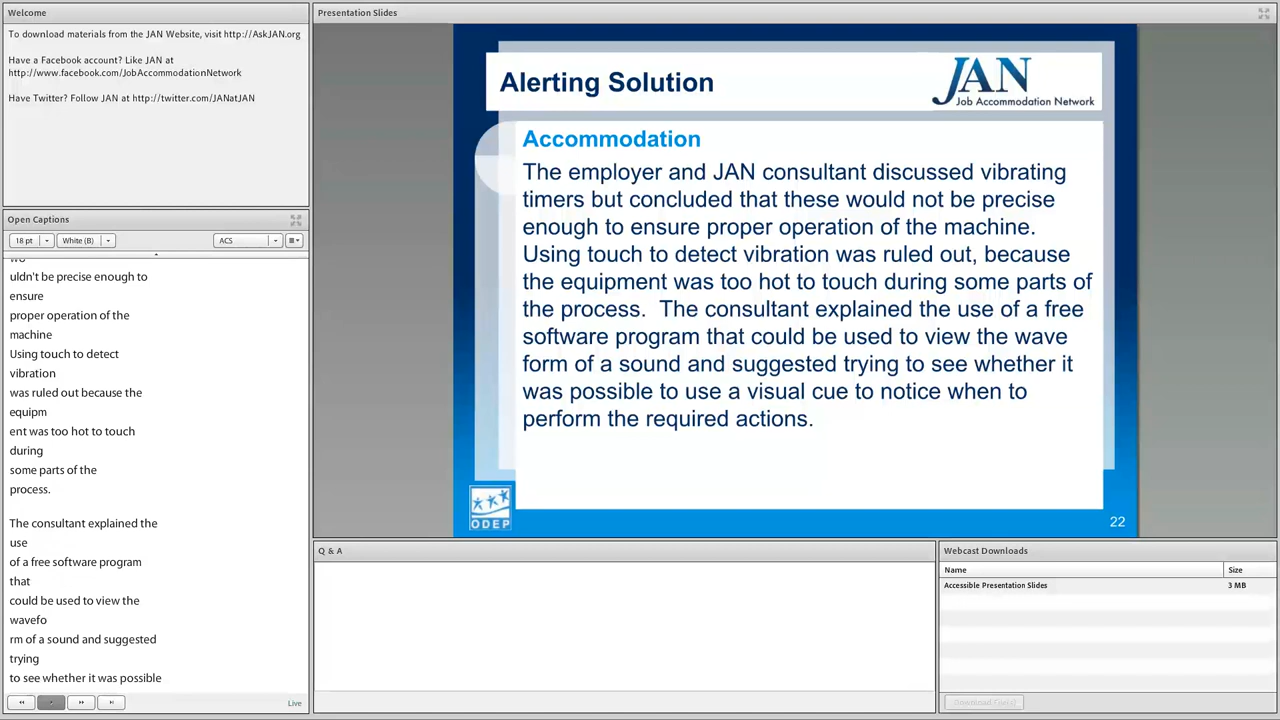 Welcome
To download materials from the JAN Website, visit http://AskJAN.org
Have a Facebook account? Like JAN at
http://www.facebook.com/JobAccommodationNetwork
Have Twitter? Follow JAN at http://twitter.com/JANatJAN
Open Captions
18 pt
White (B)
ACS
uldn't be precise enough to
ensure
proper operation of the
machine
Using touch to detect
vibration
was ruled out because the
equipm
ent was too hot to touch
during
some parts of the
process.
The consultant explained the
use
of a free software program
that
could be used to view the
wavefo
rm of a sound and suggested
trying
to see whether it was possible
Live
Presentation Slides
Alerting Solution
JAN
Job Accommodation Network
Accommodation
The employer and JAN consultant discussed vibrating
timers but concluded that these would not be precise
enough to ensure proper operation of the machine.
Using touch to detect vibration was ruled out, because
the equipment was too hot to touch during some parts of
the process.  The consultant explained the use of a free
software program that could be used to view the wave
form of a sound and suggested trying to see whether it
was possible to use a visual cue to notice when to
perform the required actions.
ODEP
22
Q & A
Webcast Downloads
Name Size
Accessible Presentation Slides 3 MB
Download File(s)